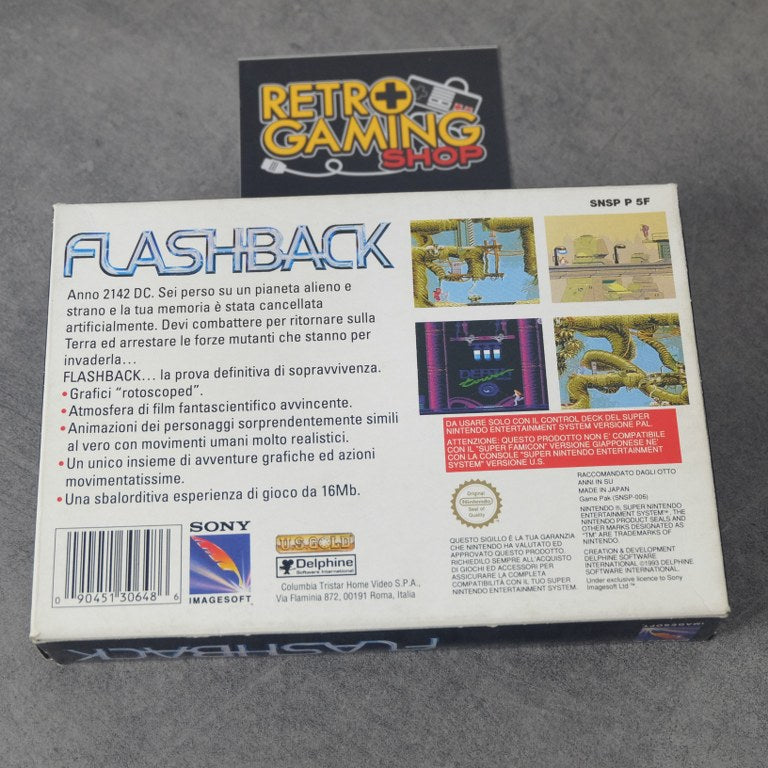 RETRO
GAMING
SHOP
SNSP P 5F
FLASHBACK
Anno 2142 DC. Sei perso su un pianeta alieno e
strano e la tua memoria è stata cancellata
artificialmente. Devi combattere per ritornare sulla
Terra ed arrestare le forze mutanti che stanno per
invaderla...
FLASHBACK... la prova definitiva di sopravvivenza.
•Grafici “rotoscoped”.
•Atmosfera di film fantascientifico avvincente.
•Animazioni dei personaggi sorprendentemente simili
al vero con movimenti umani molto realistici.
•Un unico insieme di avventure grafiche ed azioni
movimentatissime.
•Una sbalorditiva esperienza di gioco da 16Mb.
DA USARE SOLO CON IL CONTROL DECK DEL SUPER
NINTENDO ENTERTAINMENT SYSTEM VERSIONE PAL.
ATTENZIONE: QUESTO PRODOTTO NON E' COMPATIBILE
CON IL "SUPER FAMICON" VERSIONE GIAPPONESE NE'
CON LA CONSOLE "SUPER NINTENDO ENTERTAINMENT
SYSTEM" VERSIONE U.S.
Original
Nintendo
Seal of
Quality
QUESTO SIGILLO È LA TUA GARANZIA
CHE NINTENDO HA VALUTATO ED
APPROVATO QUESTO PRODOTTO.
RICHIEDILO SEMPRE ALL'ACQUISTO
DI GIOCHI ED ACCESSORI PER
ASSICURARE LA COMPLETA
COMPATIBILITÀ CON IL TUO SUPER
NINTENDO ENTERTAINMENT SYSTEM.
RACCOMANDATO DAGLI OTTO
ANNI IN SU
MADE IN JAPAN
Game Pak (SNSP-006)
NINTENDO ®, SUPER NINTENDO
ENTERTAINMENT SYSTEM™, THE
NINTENDO PRODUCT SEALS AND
OTHER MARKS DESIGNATED AS
"TM" ARE TRADEMARKS OF
NINTENDO.
CREATION & DEVELOPMENT
DELPHINE SOFTWARE
INTERNATIONAL ©1993 DELPHINE
SOFTWARE INTERNATIONAL.
Under exclusive licence to Sony
Imagesoft Ltd™
0 90451 30648 6
SONY
IMAGESOFT
U.S. GOLD
Delphine
Software International
Columbia Tristar Home Video S.P.A.,
Via Flaminia 872, 00191 Roma, Italia
FLASHBACK
IMAGESOFT